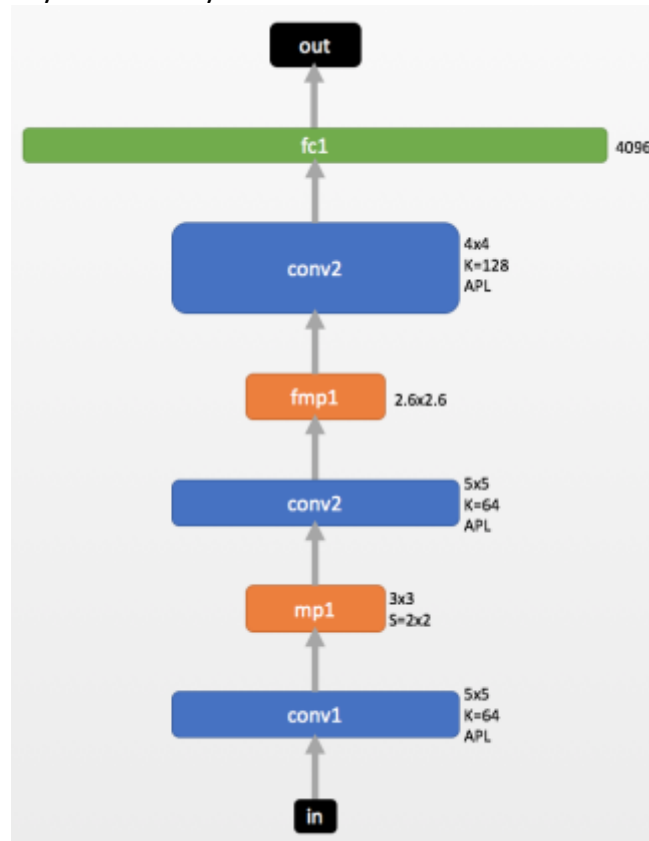 out
fc1
4096
conv2
4x4
K=128
APL
fmp1
2.6x2.6
conv2
5x5
K=64
APL
mp1
3x3
S=2x2
conv1
5x5
K=64
APL
in